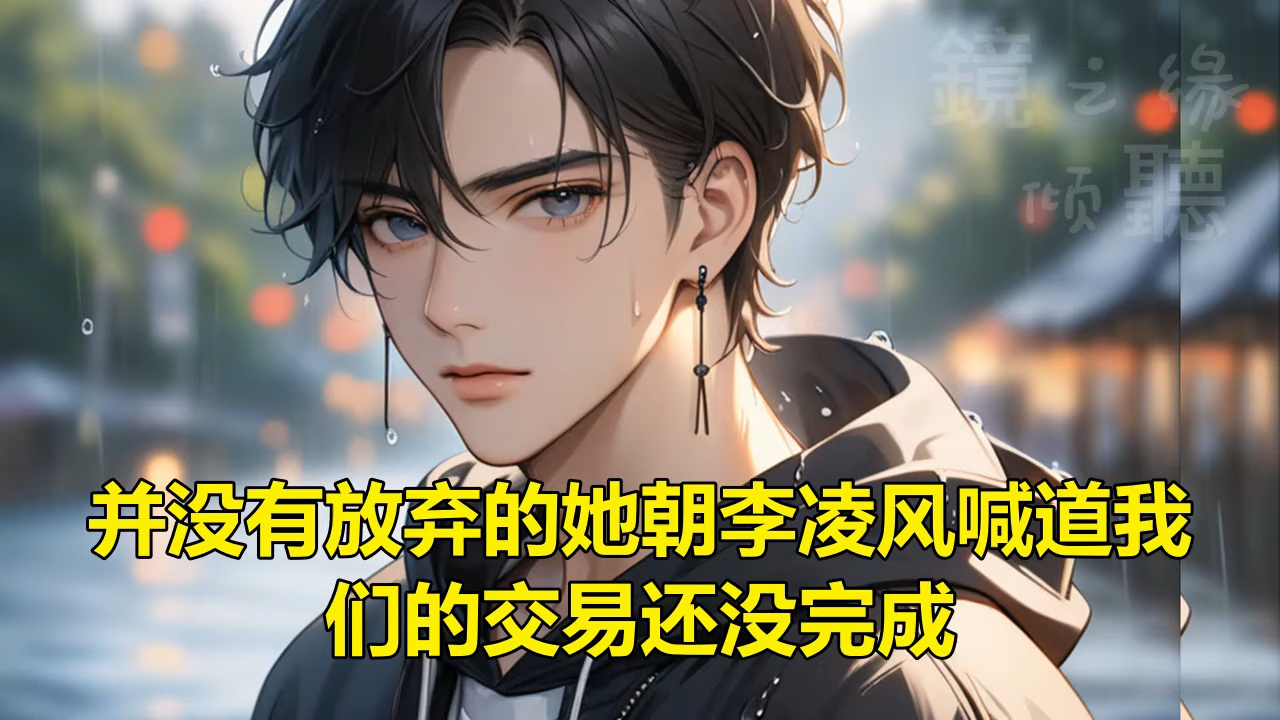 鏡之缘
倾聽
并没有放弃的她朝李凌风喊道我
们的交易还没完成